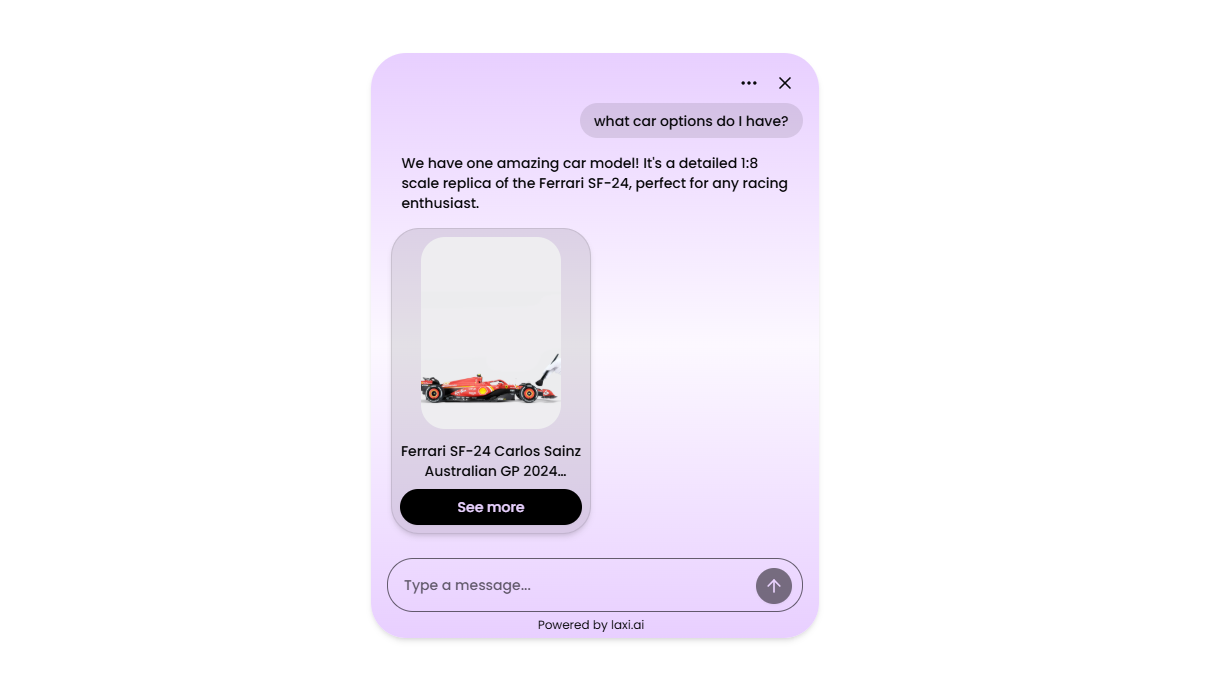 what car options do I have?
We have one amazing car model! It's a detailed 1:8
scale replica of the Ferrari SF-24, perfect for any racing
enthusiast.
Ferrari SF-24 Carlos Sainz
Australian GP 2024...
See more
Type a message...
Powered by laxi.ai